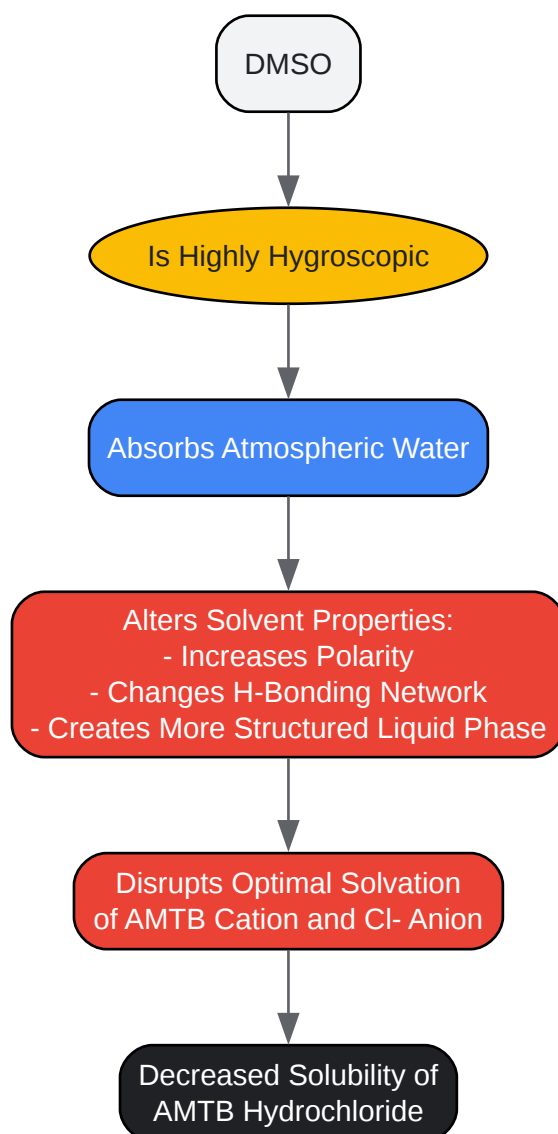 DMSO
Is Highly Hygroscopic
Absorbs Atmospheric Water
Alters Solvent Properties:
- Increases Polarity
- Changes H-Bonding Network
- Creates More Structured Liquid Phase
Disrupts Optimal Solvation
of AMTB Cation and Cl- Anion
Decreased Solubility of
AMTB Hydrochloride